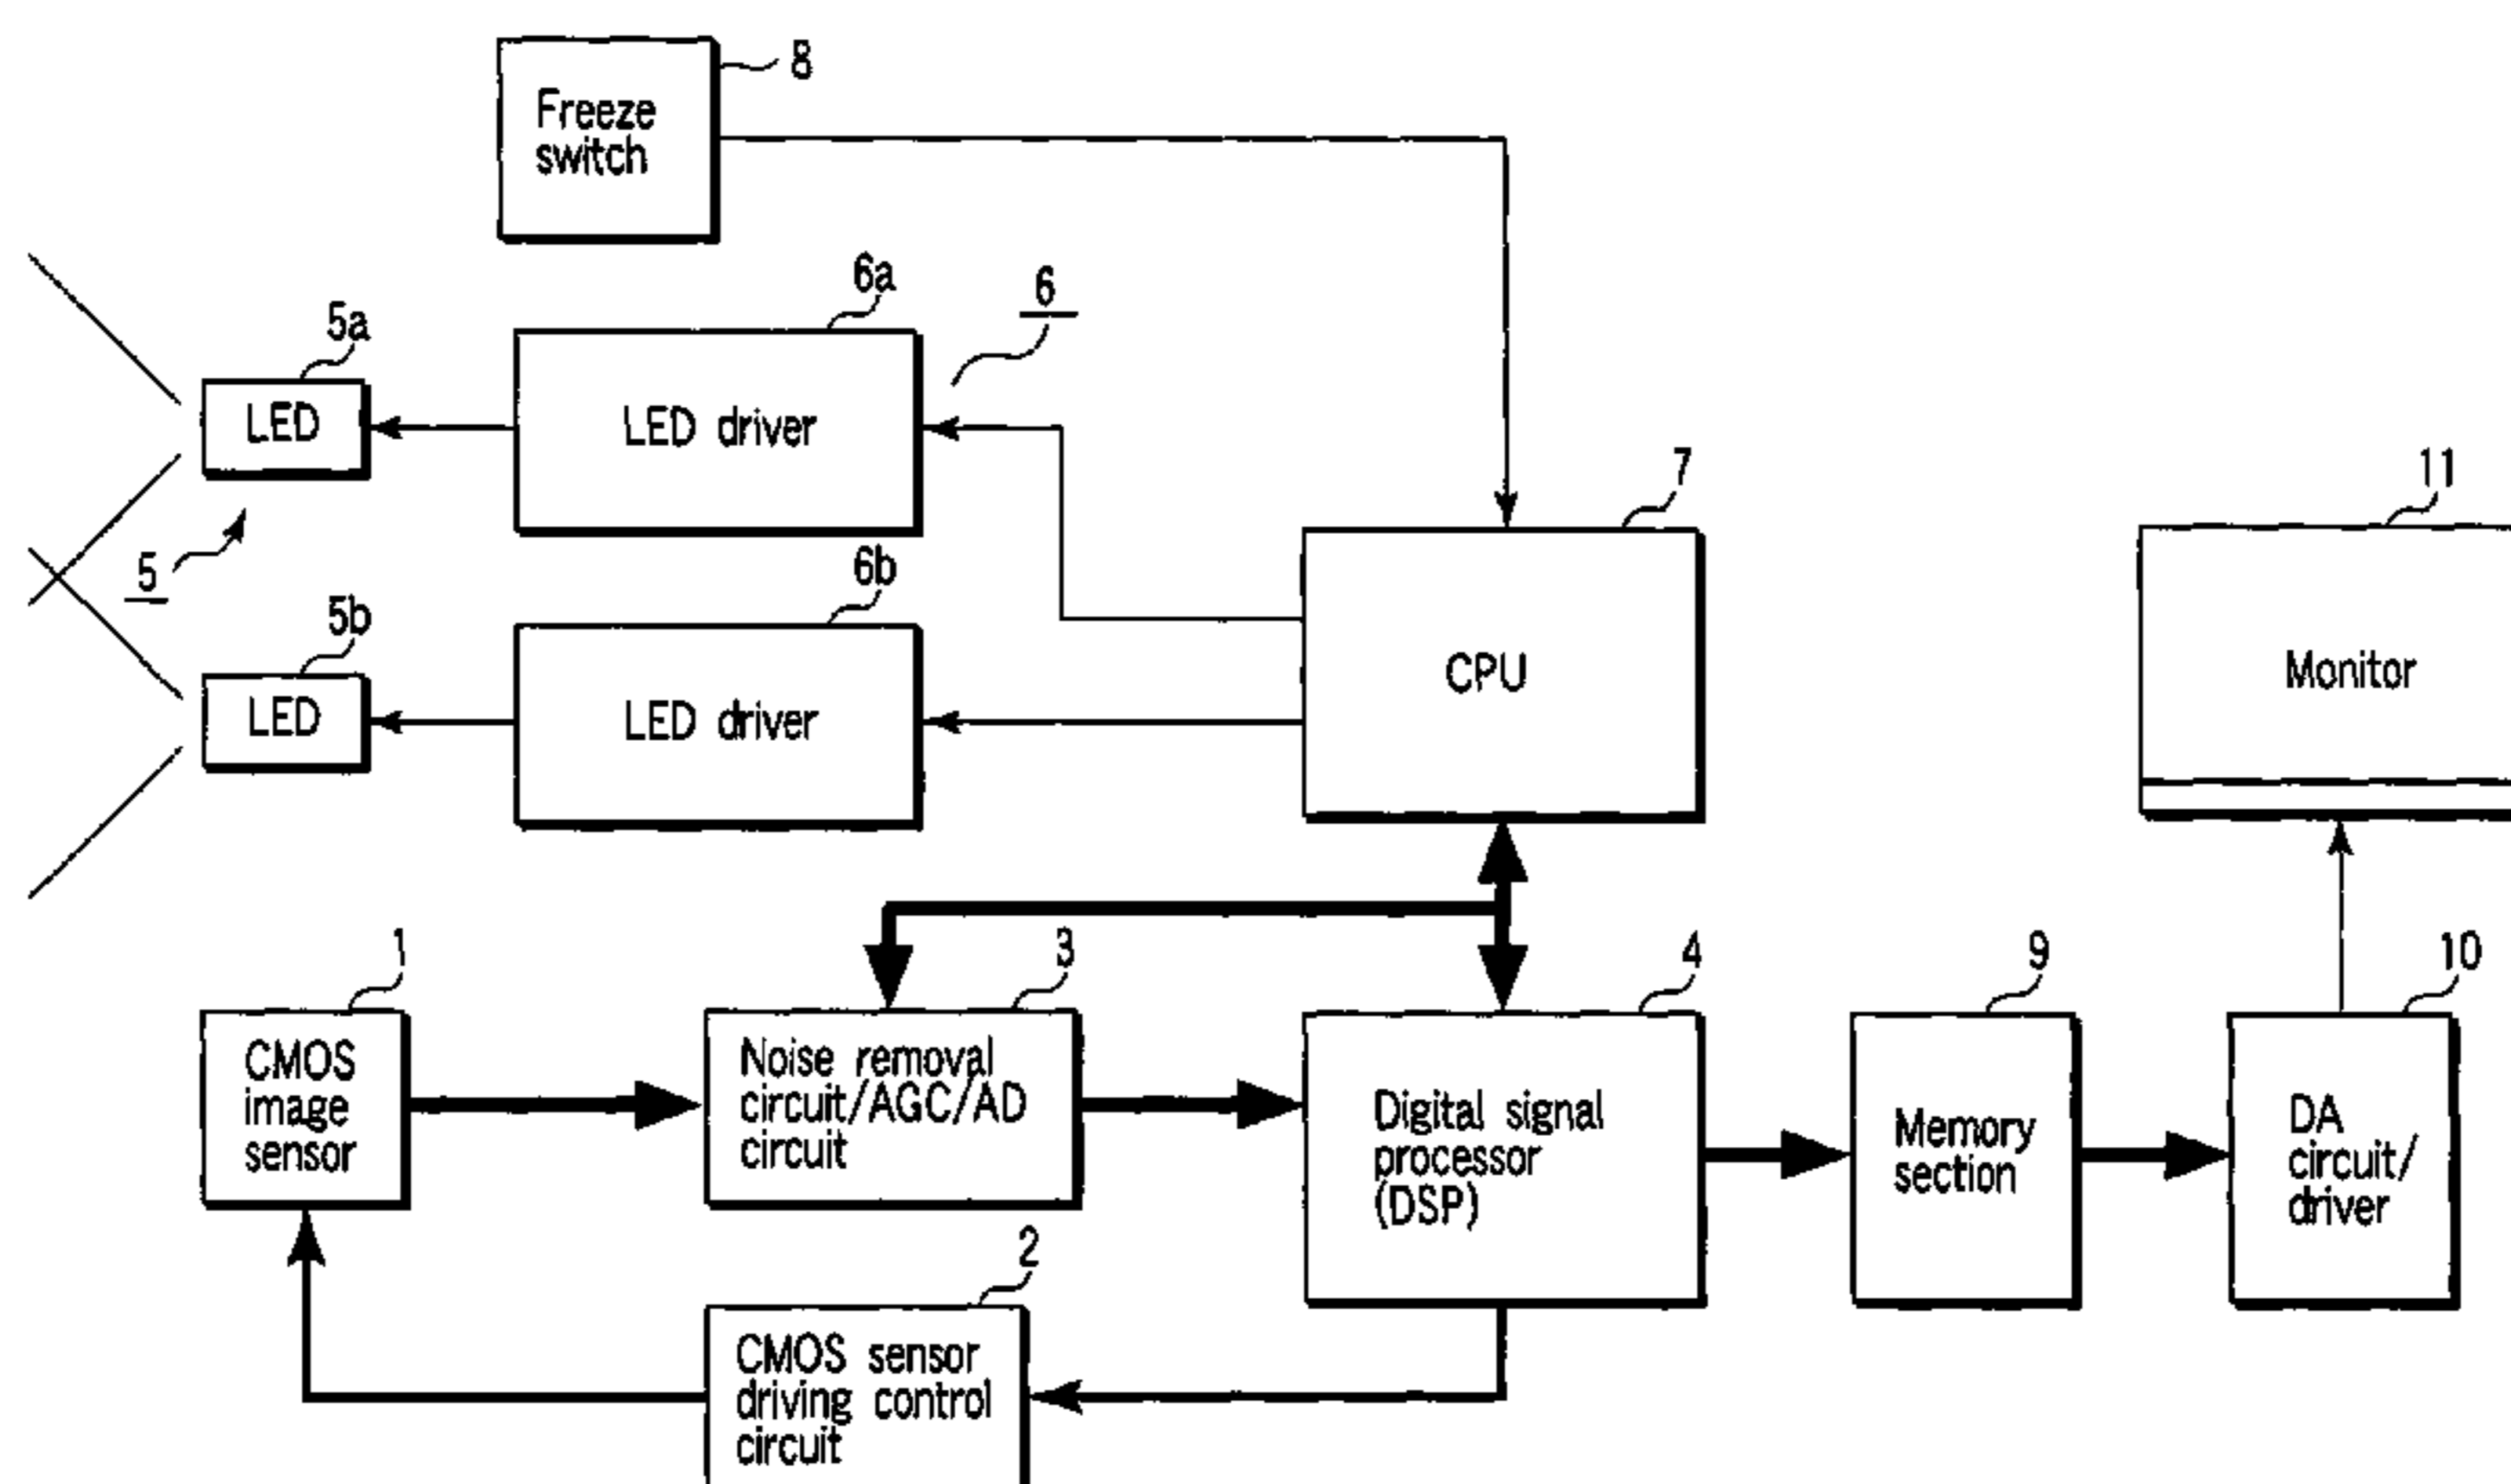 8
Freeze
switch
6a
6
5a
LED
LED driver
7
11
5
6b
5b
LED
LED driver
CPU
Monitor
1
3
4
9
10
CMOS
image
sensor
Noise removal
circuit/AGC/AD
circuit
Digital signal
processor
(DSP)
Memory
section
DA
circuit/
driver
2
CMOS sensor
driving control
circuit